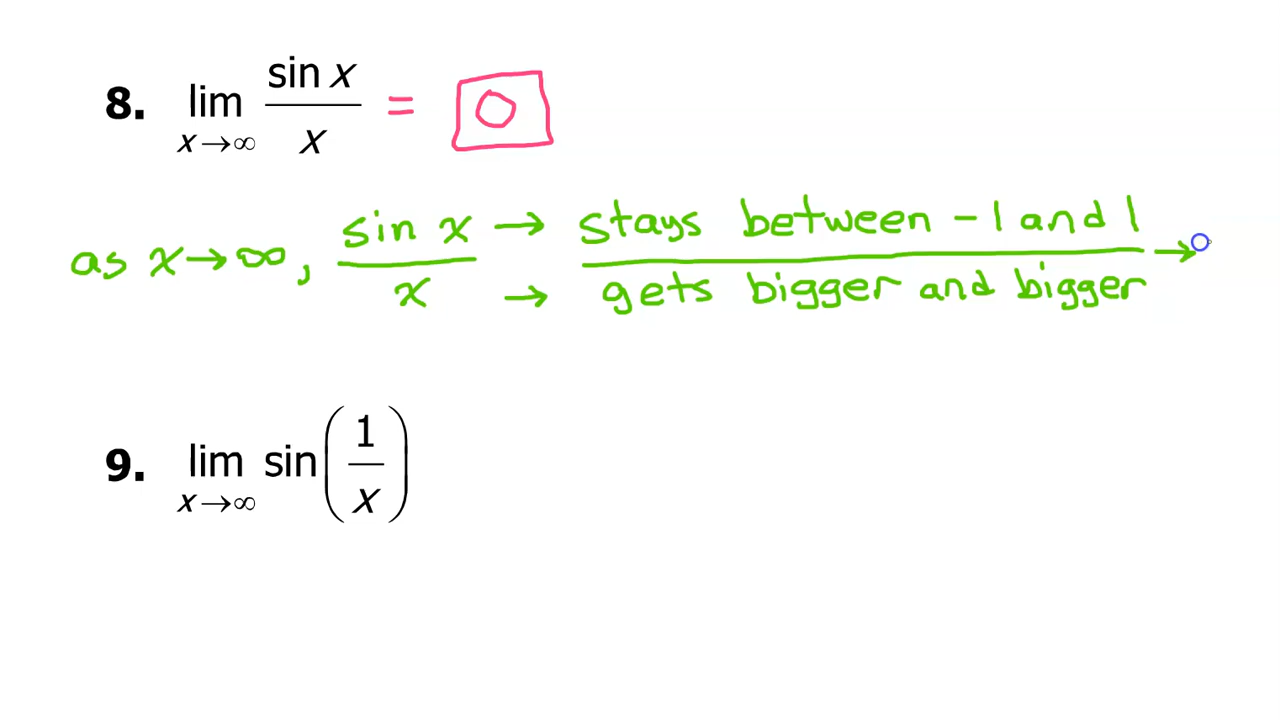 8. lim x→∞ sin x / x = 0
as x→∞, sin x / x → stays between -1 and 1 / → gets bigger and bigger → 0
9. lim x→∞ sin(1/x)